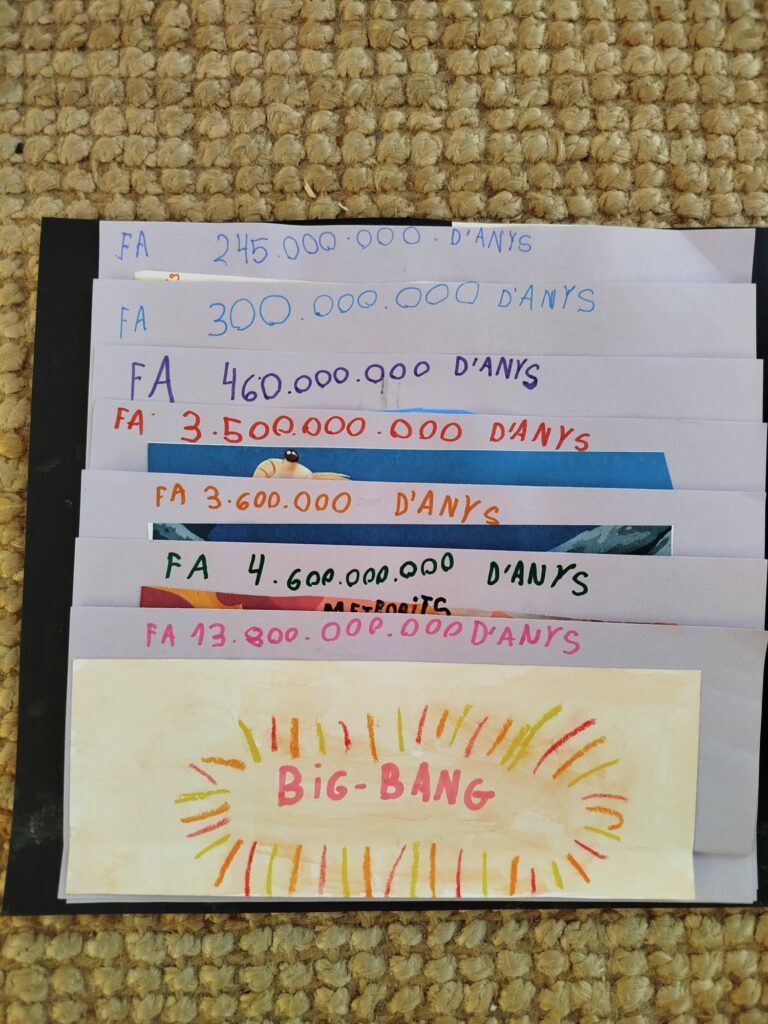 FA 245.000.000. D'ANYS
FA 300.000.000 D'ANYS
FA 460.000.000 D'ANYS
FA 3.500.000.000 D'ANYS
FA 3.600.000 D'ANYS
FA 4.600.000.000 D'ANYS
METEORITS
FA 13.800.000.000 D'ANYS
BiG-BANG